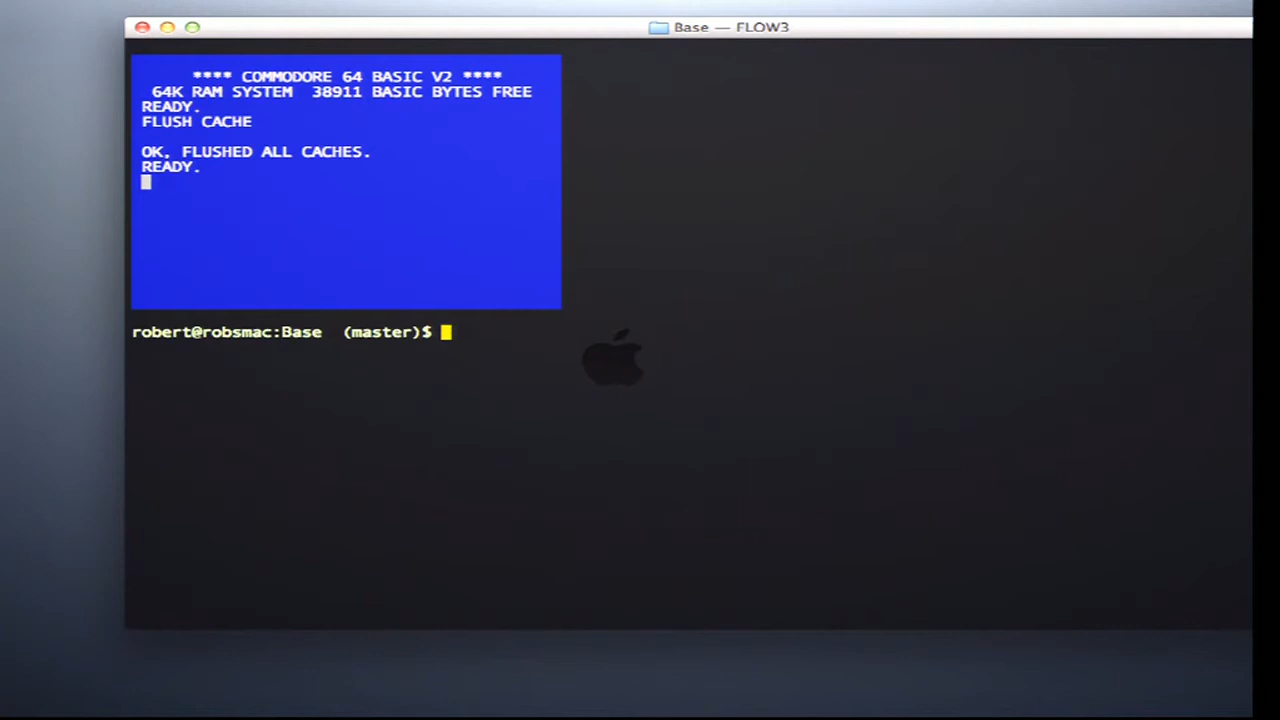 Base — FLOW3
**** COMMODORE 64 BASIC V2 ****
64K RAM SYSTEM  38911 BASIC BYTES FREE
READY.
FLUSH CACHE
OK, FLUSHED ALL CACHES.
READY.
robert@robsmac:Base  (master)$